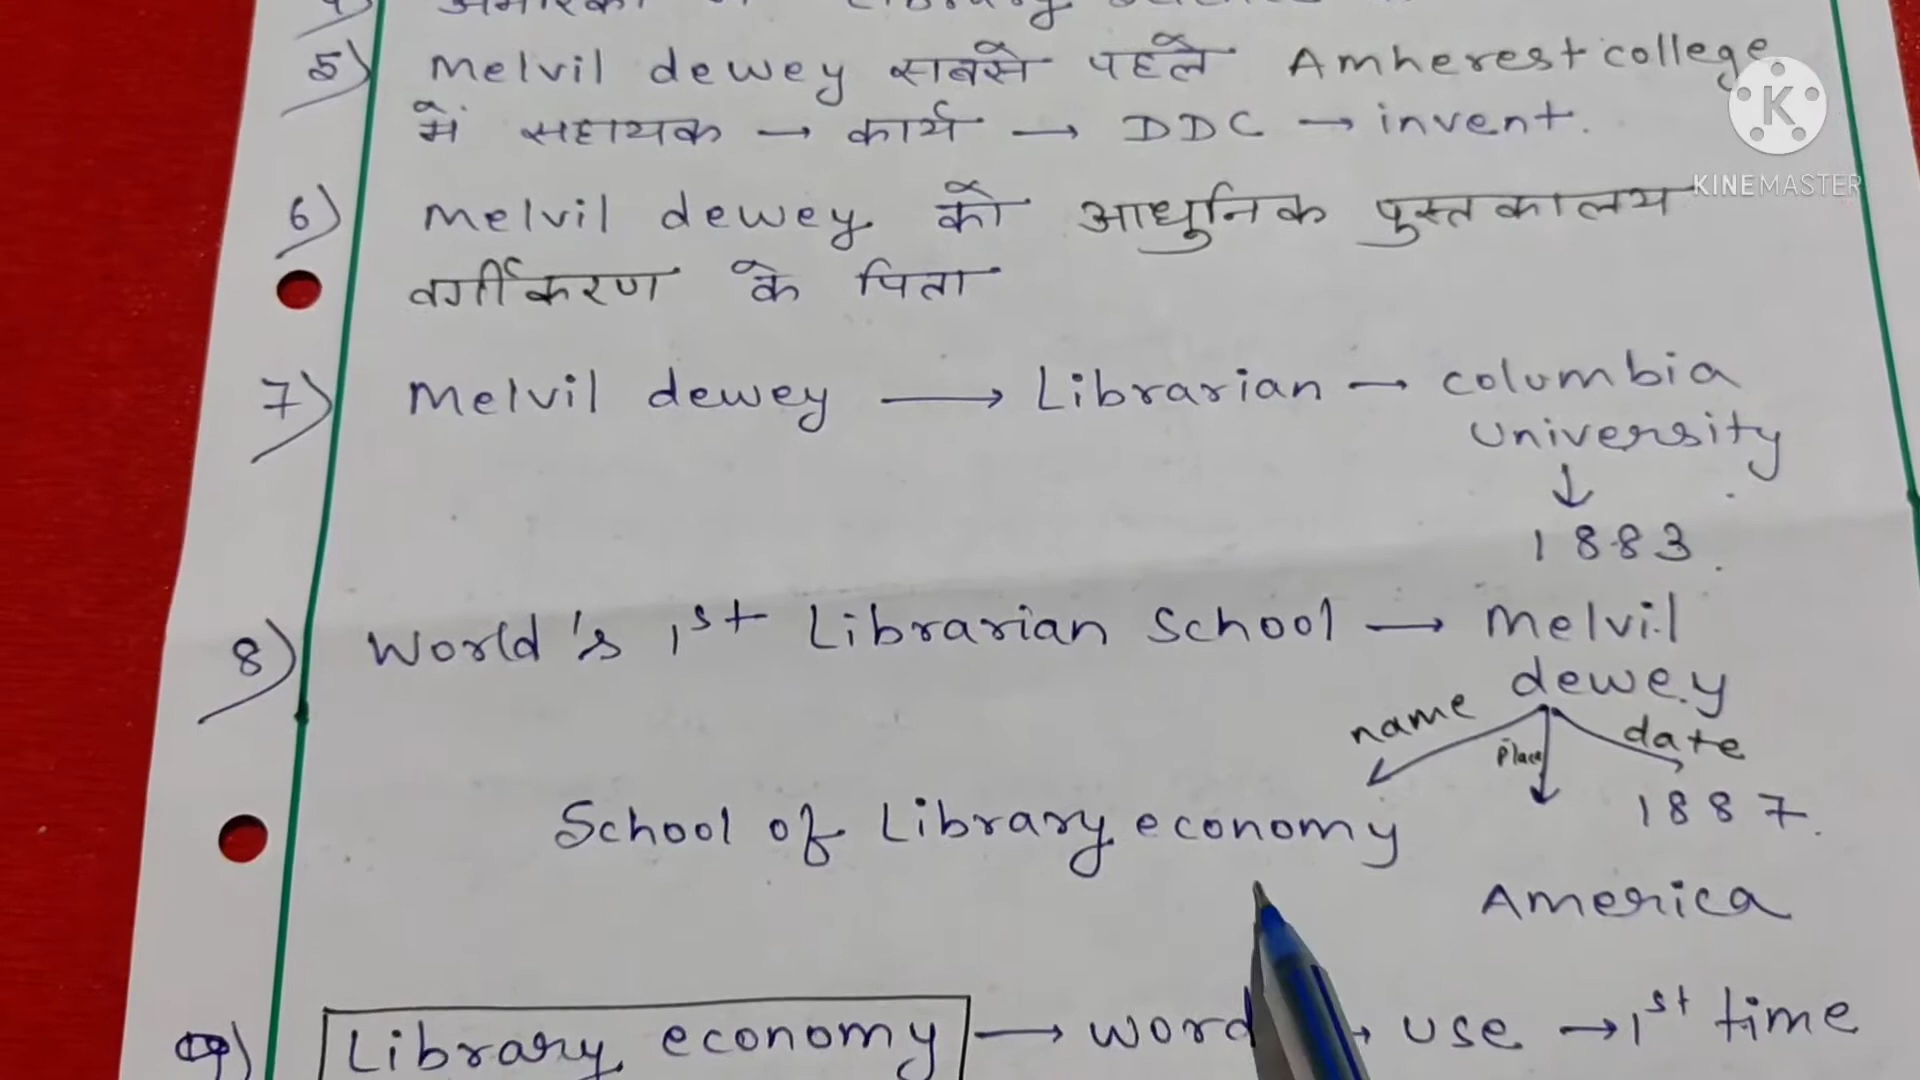 5) Melvil dewey सबसे पहले Amherest college
में सहायक → कार्य → DDC → invent.
KINEMASTER
6) Melvil dewey को आधुनिक पुस्तकालय
वर्गीकरण के पिता
7) Melvil dewey → Librarian → columbia
University
↓
1883.
8) World's 1st Librarian School → Melvil
dewey
name place date
School of Library economy 1887.
America
9) Library economy → word → use → 1st time